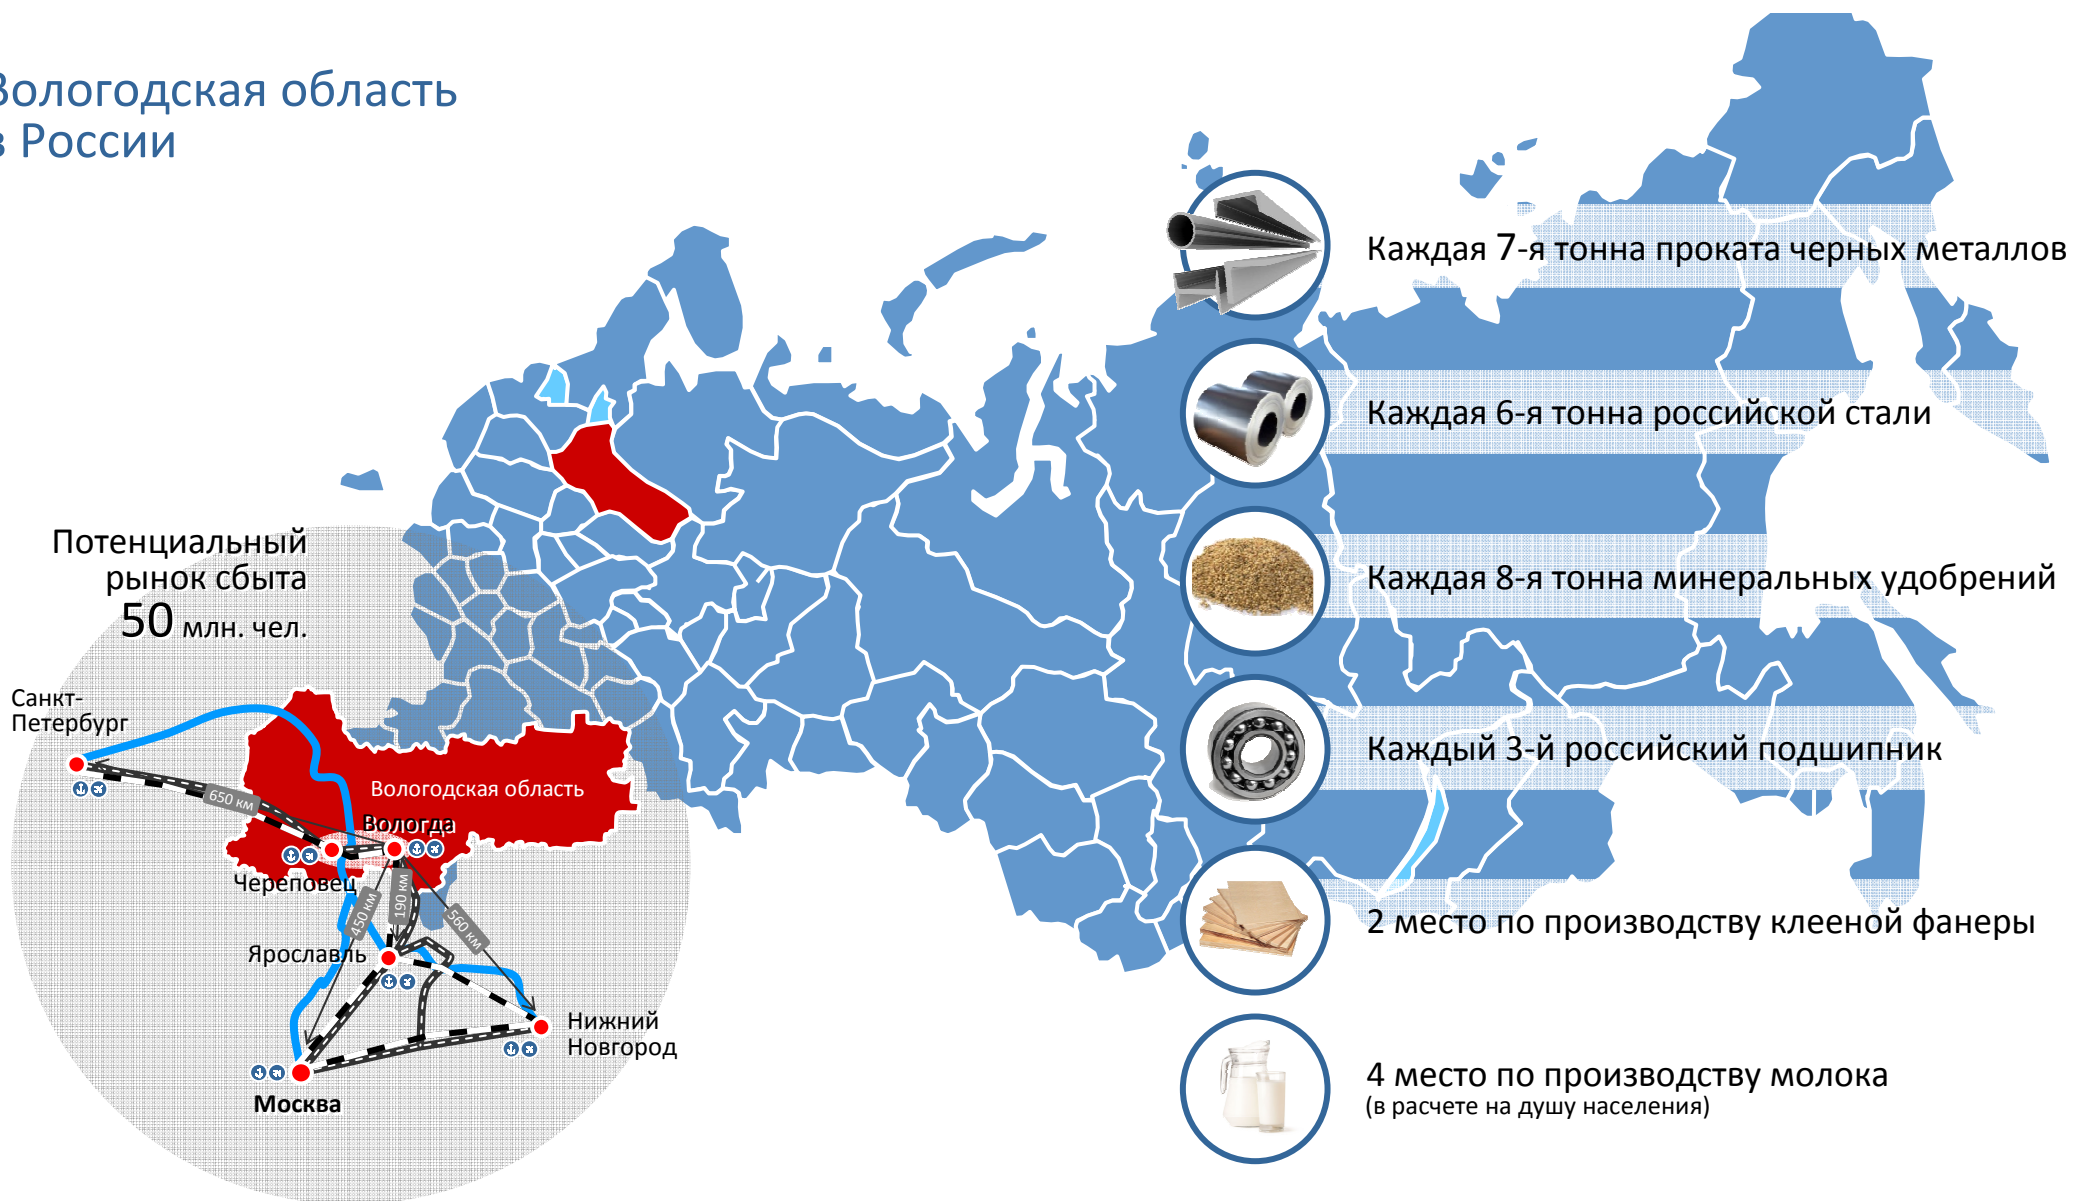 Вологодская область
в России
Каждая 7-я тонна проката черных металлов
Каждая 6-я тонна российской стали
Каждая 8-я тонна минеральных удобрений
Каждый 3-й российский подшипник
2 место по производству клееной фанеры
4 место по производству молока
(в расчете на душу населения)
Потенциальный
рынок сбыта
50 млн. чел.
Санкт-
Петербург
650 км
Вологодская область
Вологда
Череповец
450 км
190 км
560 км
Ярославль
Нижний
Новгород
Москва